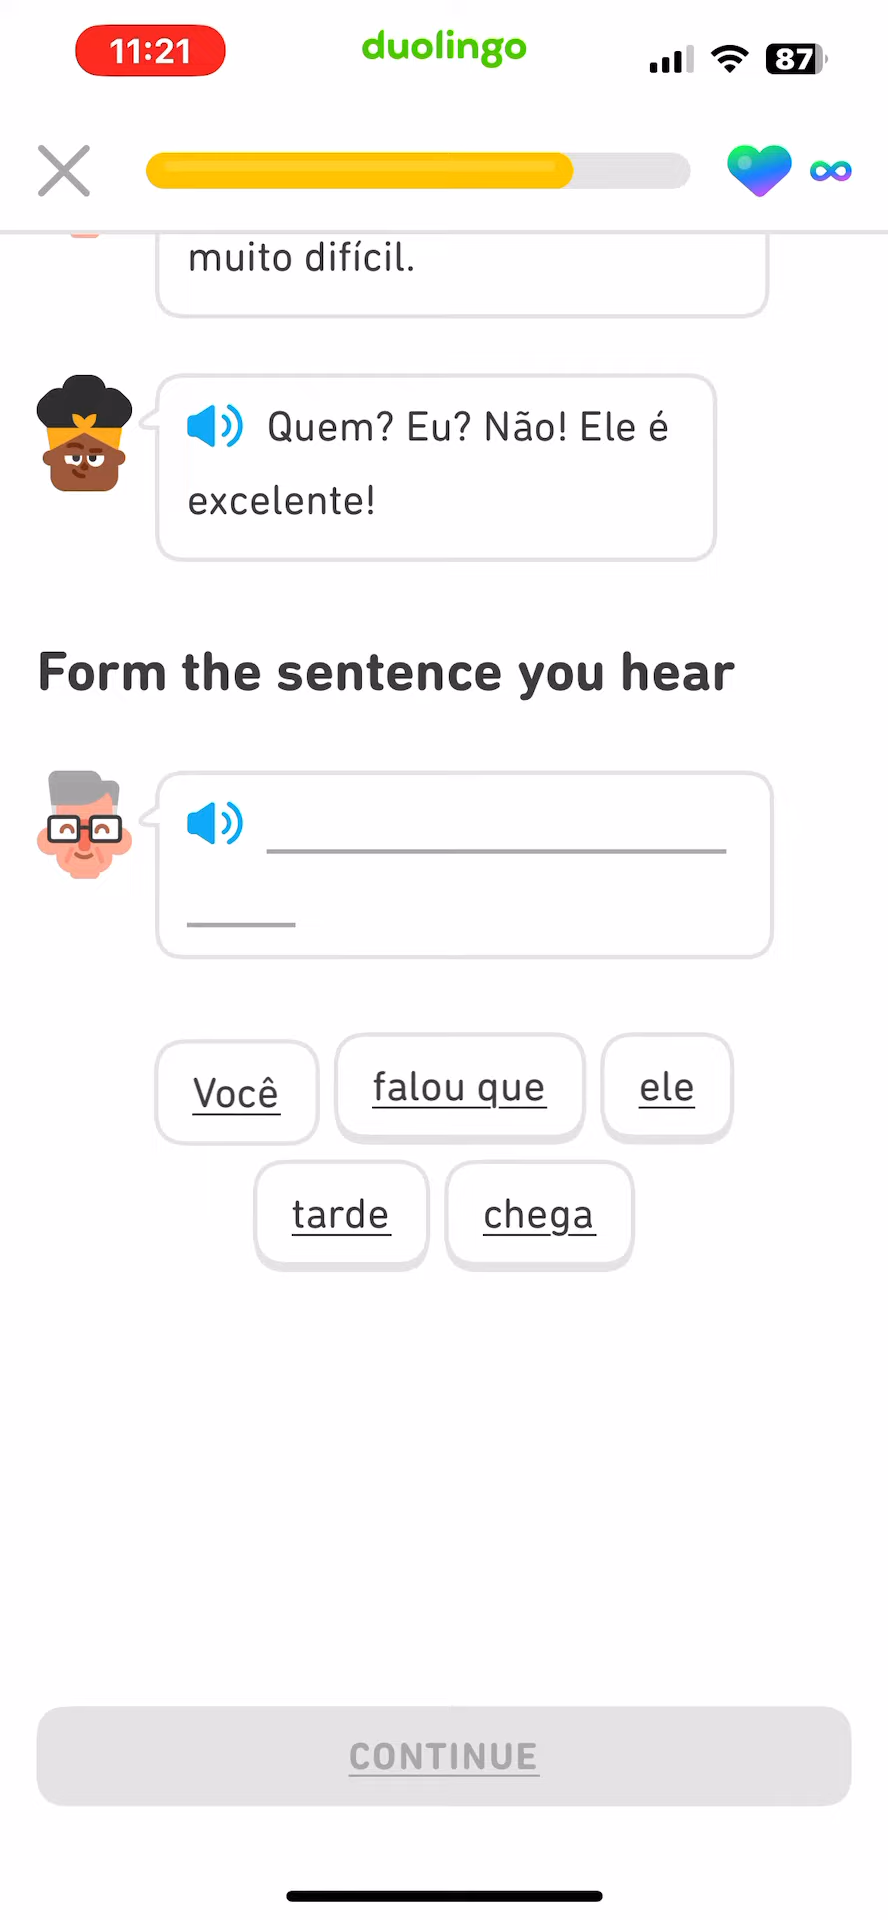 11:21
duolingo
87
muito difícil.
Quem? Eu? Não! Ele é
excelente!
Form the sentence you hear
Você
falou que
ele
tarde
chega
CONTINUE